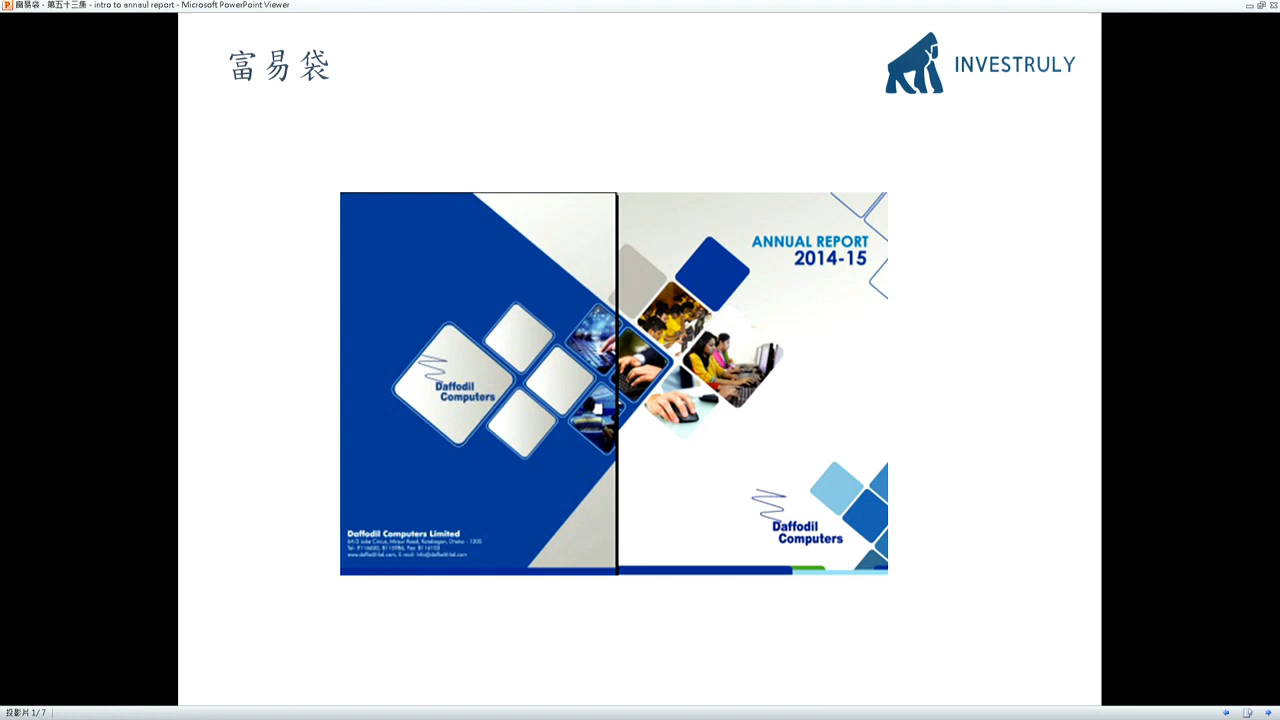 富易袋 - 第五十三集 - intro to annaul report - Microsoft PowerPoint Viewer
富易袋
INVESTRULY
ANNUAL REPORT
2014-15
Daffodil
Computers
Daffodil
Computers
Daffodil Computers Limited
投影片 1/7